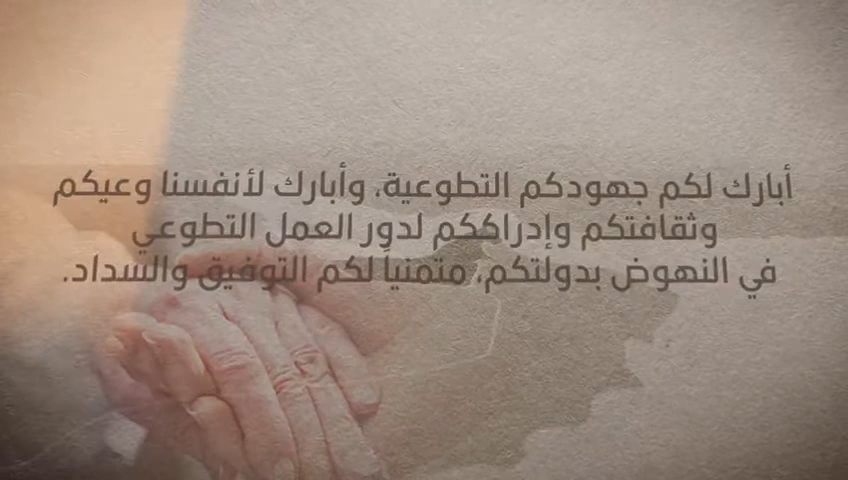 أبارك لكم جهودكم التطوعية، وأبارك لأنفسنا وعيكم
وثقافتكم وإدراككم لدور العمل التطوعي
في النهوض بدولتكم، متمنياً لكم التوفيق والسداد.